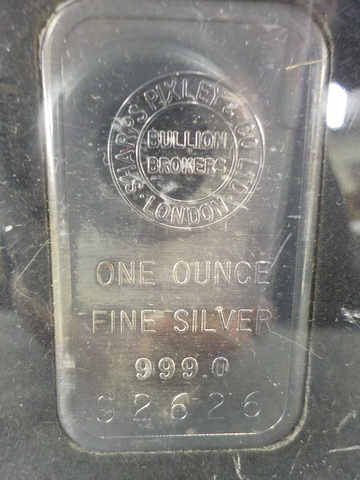 SHARPS PIXLEY & CO LTD
BULLION
BROKERS
LONDON
ONE OUNCE
FINE SILVER
999.0
92626